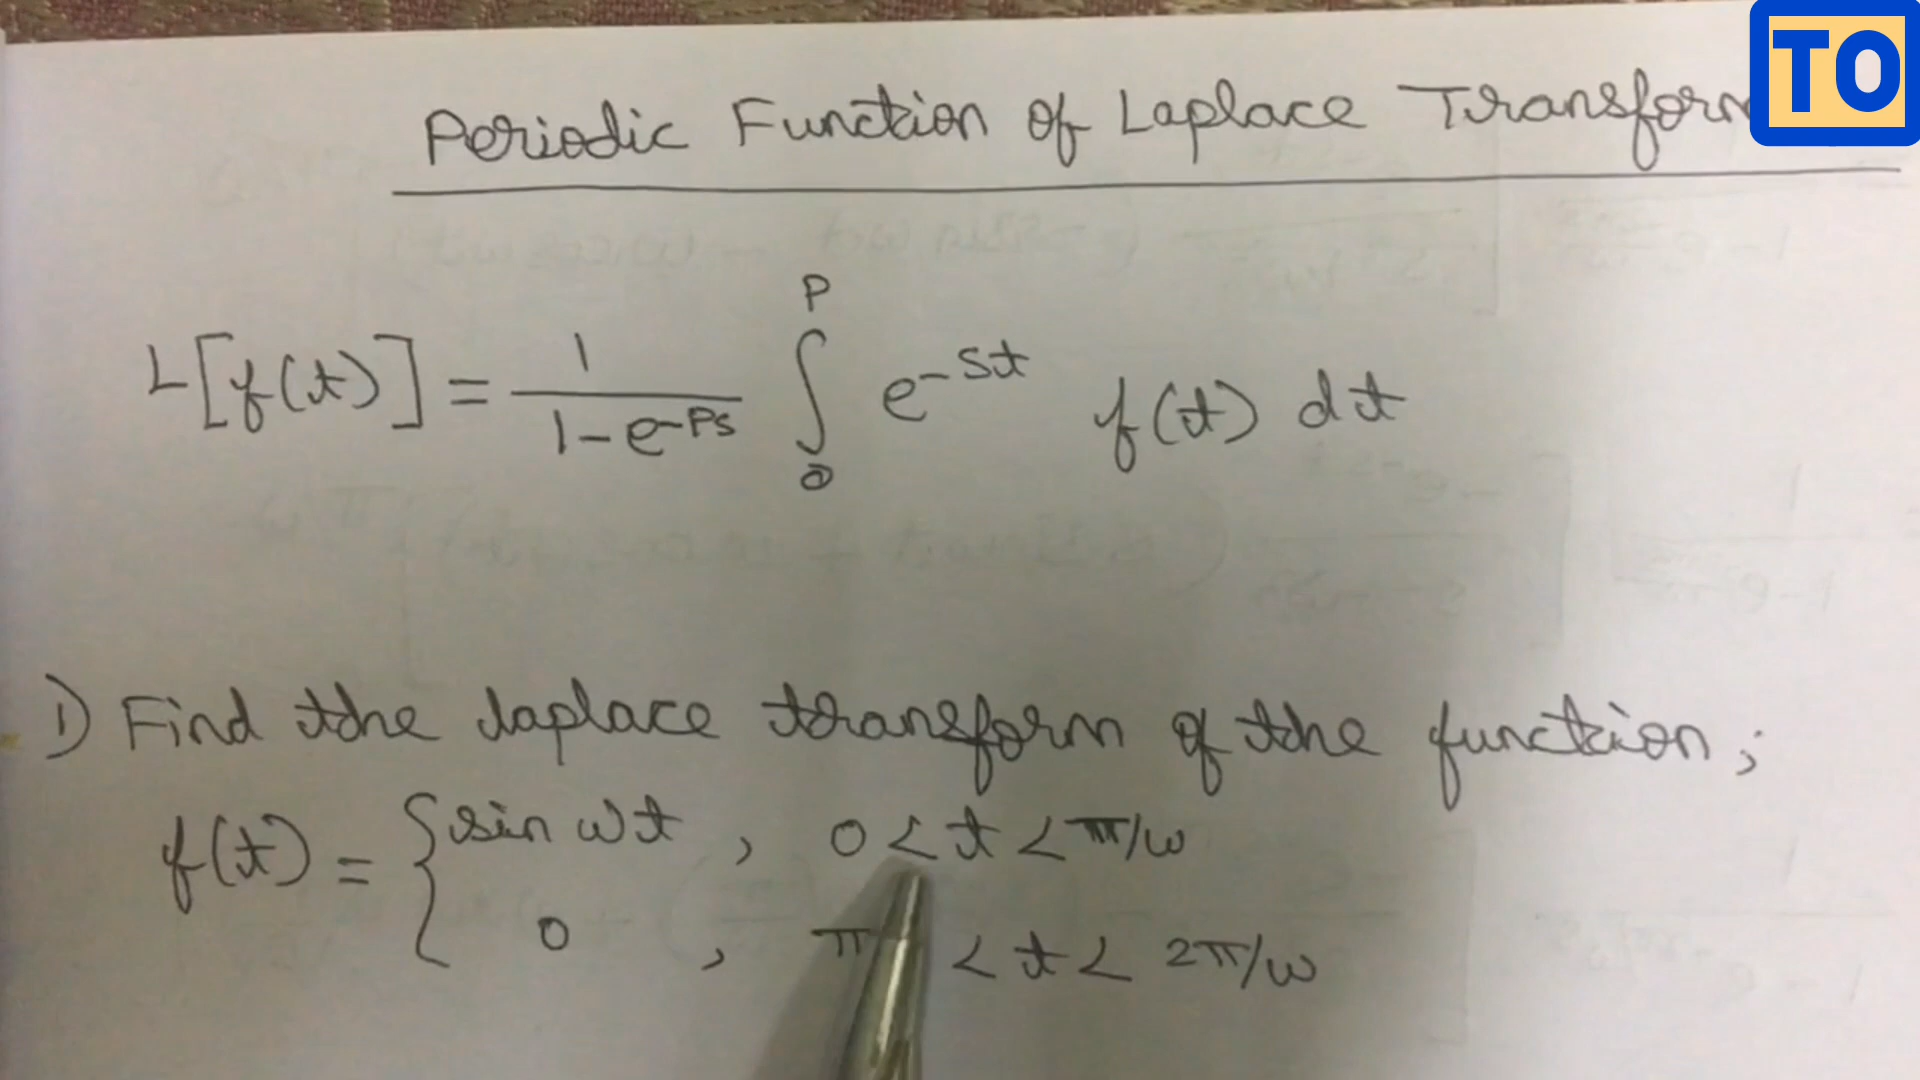 TO
Periodic Function of Laplace Transform
L[f(t)] = 1/(1-e^-Ps) ∫₀^P e^-st f(t) dt
1) Find the laplace transform of the function;
f(t) = { sin ωt , 0 < t < π/ω
0 , π < t < 2π/ω